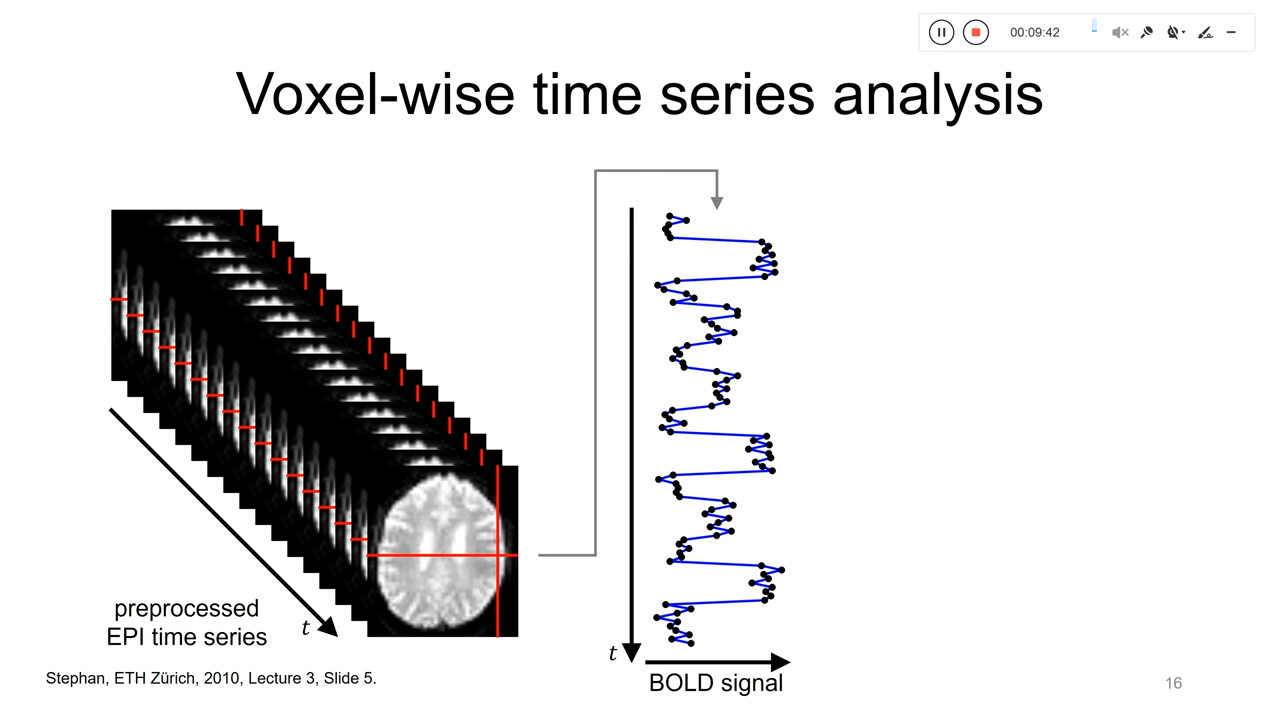 00:09:42
Voxel-wise time series analysis
preprocessed
EPI time series
t
t
BOLD signal
Stephan, ETH Zürich, 2010, Lecture 3, Slide 5.
16